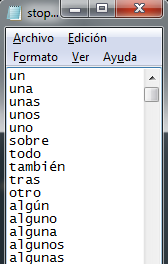 stop...
Archivo Edición
Formato Ver Ayuda
un
una
unas
unos
uno
sobre
todo
también
tras
otro
algún
alguno
alguna
algunos
algunas